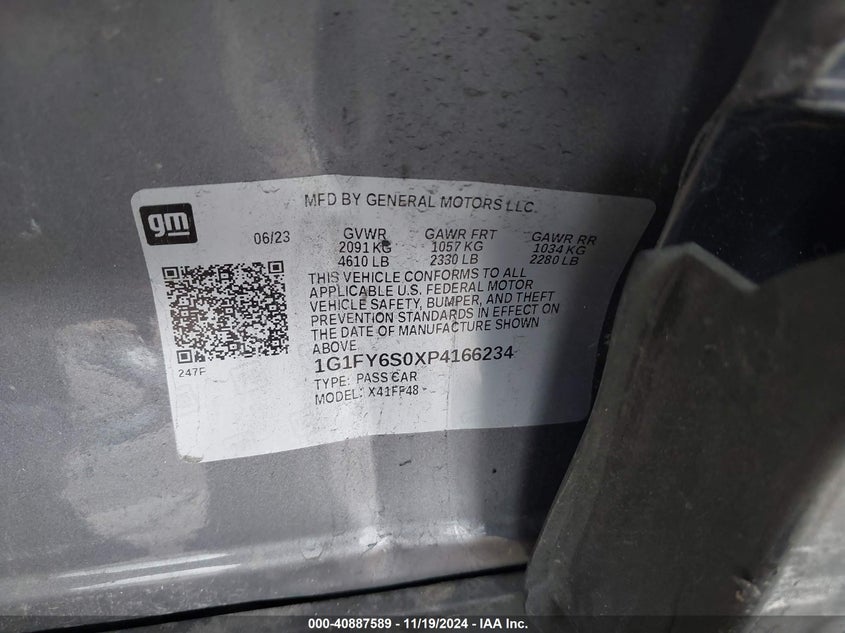 MFD BY GENERAL MOTORS LLC
gm
06/23
GVWR GAWR FRT GAWR RR
2091 KG 1057 KG 1034 KG
4610 LB 2330 LB 2280 LB
THIS VEHICLE CONFORMS TO ALL
APPLICABLE U.S. FEDERAL MOTOR
VEHICLE SAFETY, BUMPER, AND THEFT
PREVENTION STANDARDS IN EFFECT ON
THE DATE OF MANUFACTURE SHOWN
ABOVE
1G1FY6S0XP4166234
TYPE: PASS CAR
MODEL:
000-40887589 - 11/19/2024 - IAA Inc.